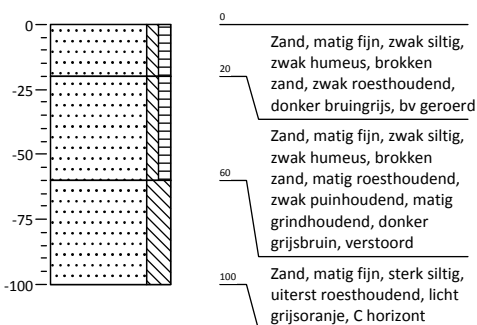 0
-25
-50
-75
-100
0
Zand, matig fijn, zwak siltig,
zwak humeus, brokken
zand, zwak roesthoudend,
donker bruingrijs, bv geroerd
20
Zand, matig fijn, zwak siltig,
zwak humeus, brokken
zand, matig roesthoudend,
zwak puinhoudend, matig
grindhoudend, donker
grijsbruin, verstoord
60
Zand, matig fijn, sterk siltig,
uiterst roesthoudend, licht
grijsoranje, C horizont
100